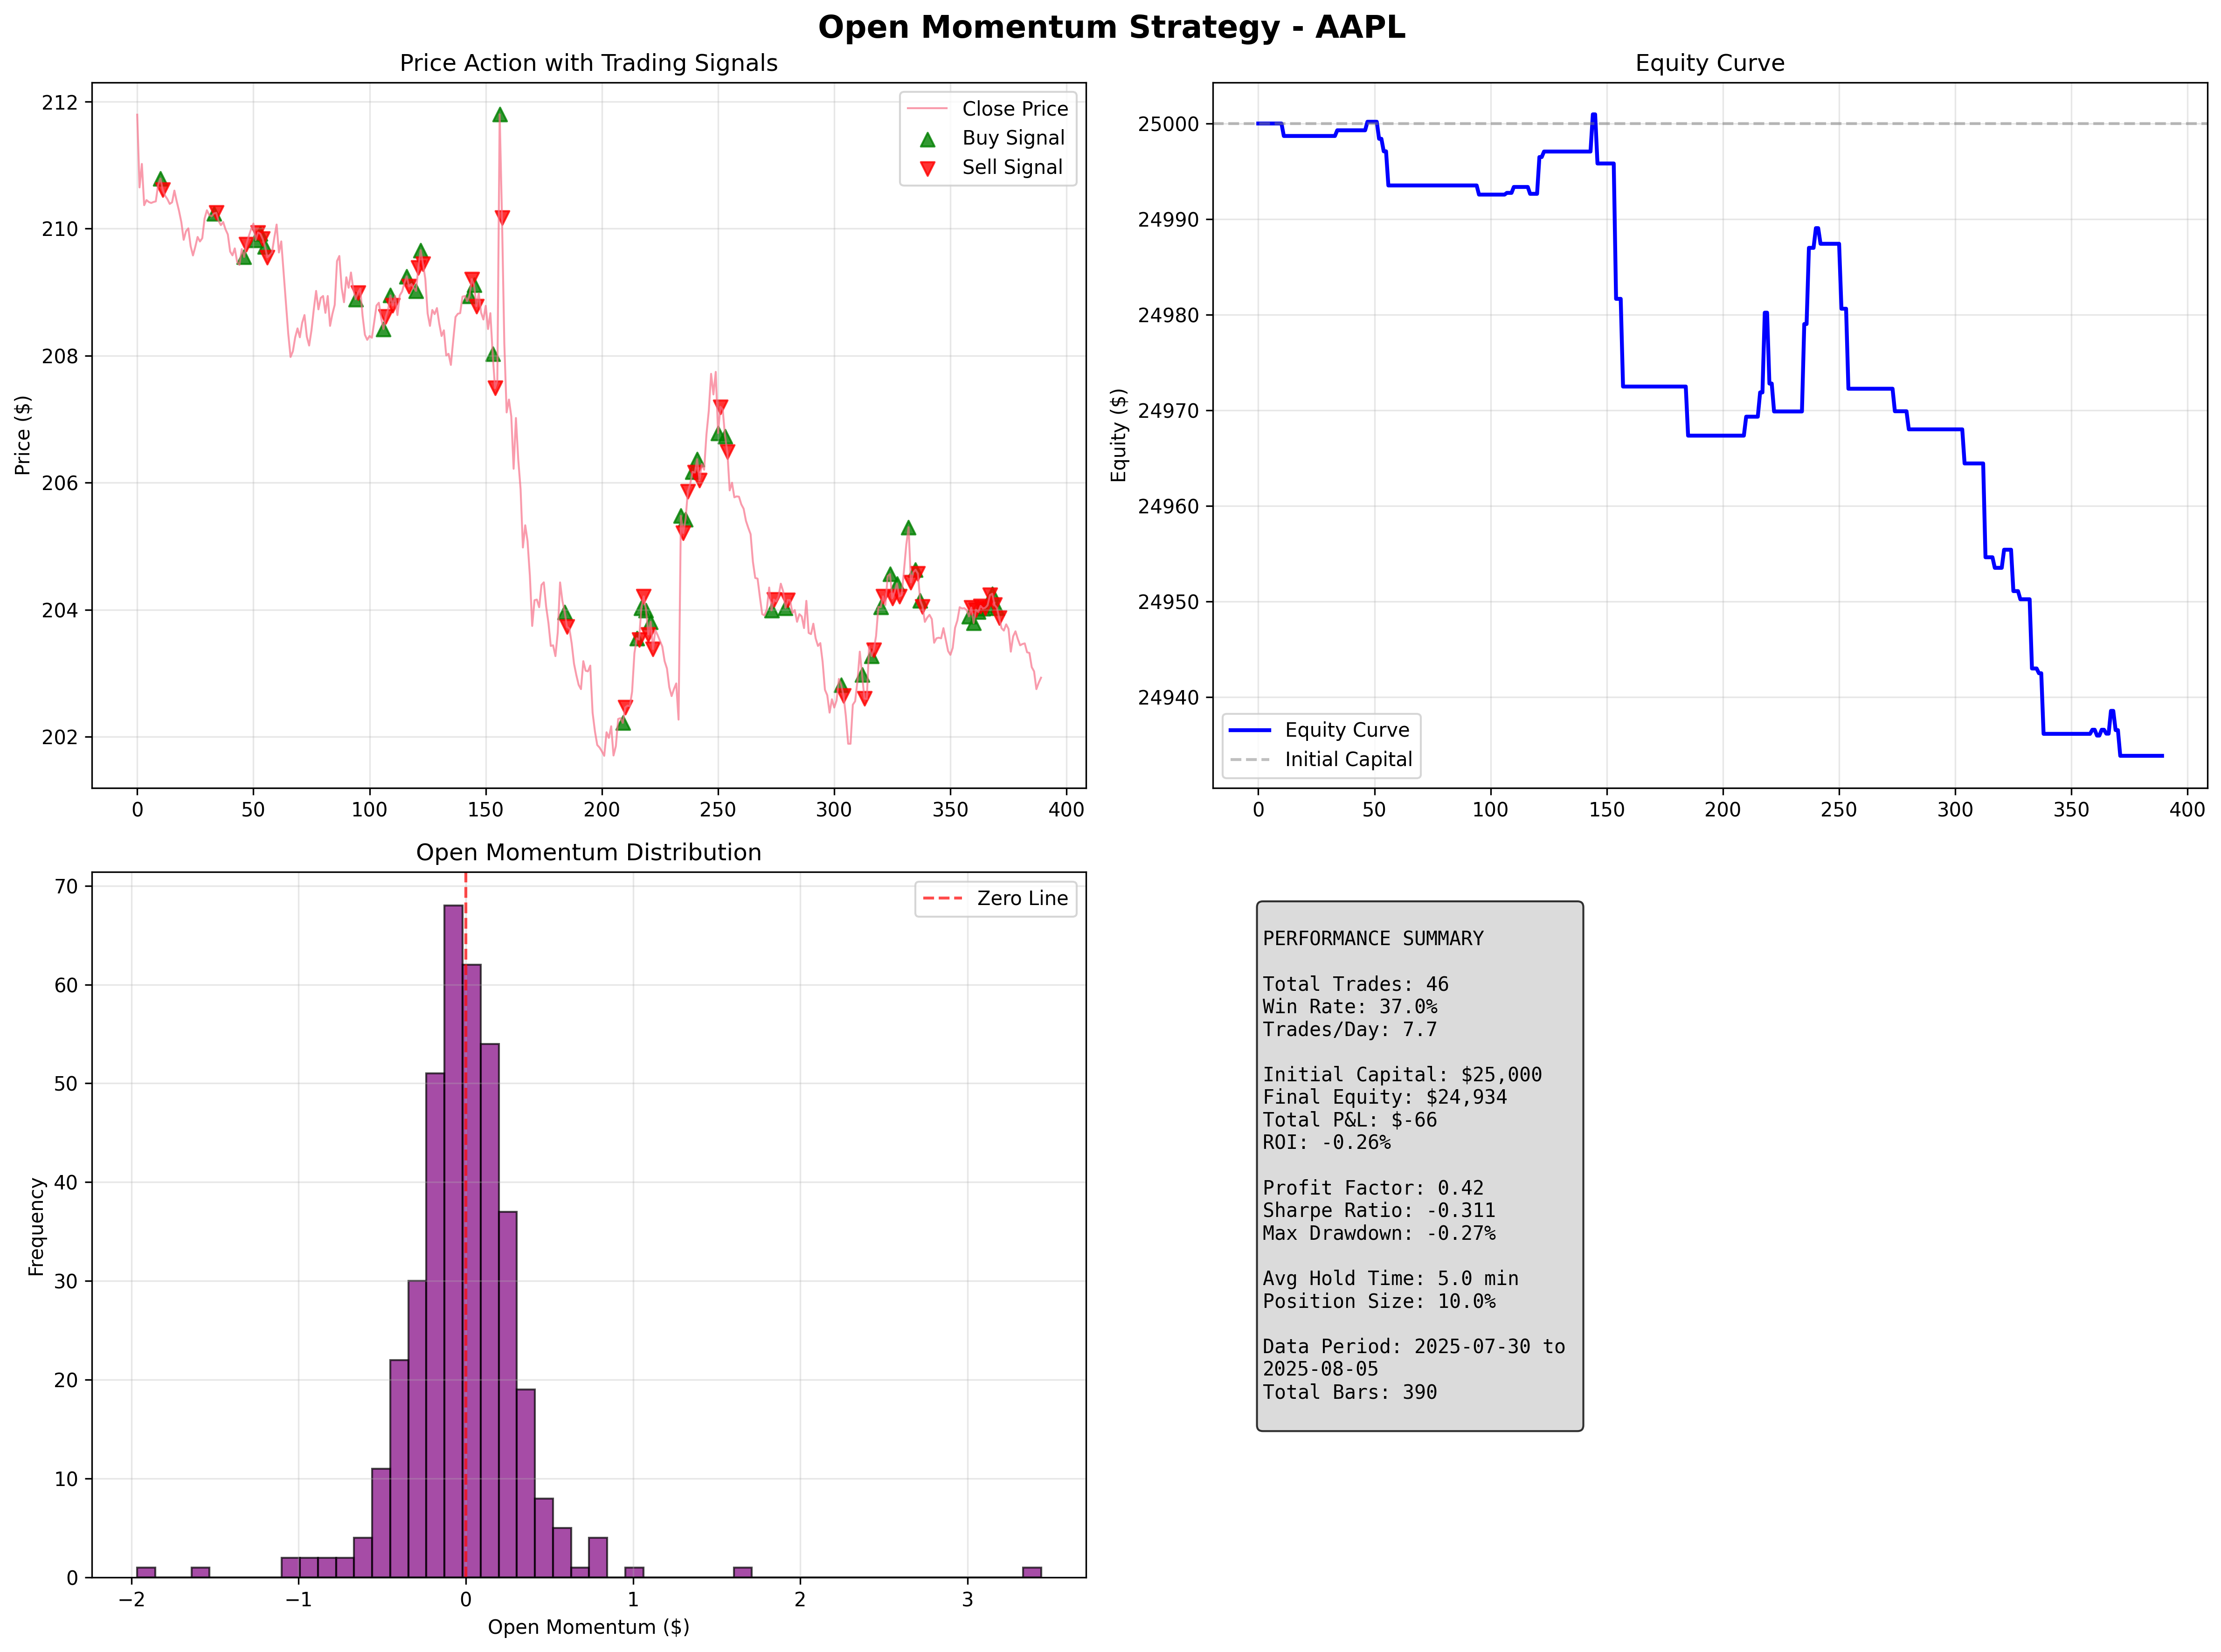 Open Momentum Strategy - AAPL
Price Action with Trading Signals
Price ($)
212
210
208
206
204
202
0 50 100 150 200 250 300 350 400
Close Price
Buy Signal
Sell Signal
Equity Curve
Equity ($)
25000
24990
24980
24970
24960
24950
24940
0 50 100 150 200 250 300 350 400
Equity Curve
Initial Capital
Open Momentum Distribution
Frequency
70
60
50
40
30
20
10
0
−2 −1 0 1 2 3
Open Momentum ($)
Zero Line
PERFORMANCE SUMMARY
Total Trades: 46
Win Rate: 37.0%
Trades/Day: 7.7
Initial Capital: $25,000
Final Equity: $24,934
Total P&L: $-66
ROI: -0.26%
Profit Factor: 0.42
Sharpe Ratio: -0.311
Max Drawdown: -0.27%
Avg Hold Time: 5.0 min
Position Size: 10.0%
Data Period: 2025-07-30 to
2025-08-05
Total Bars: 390